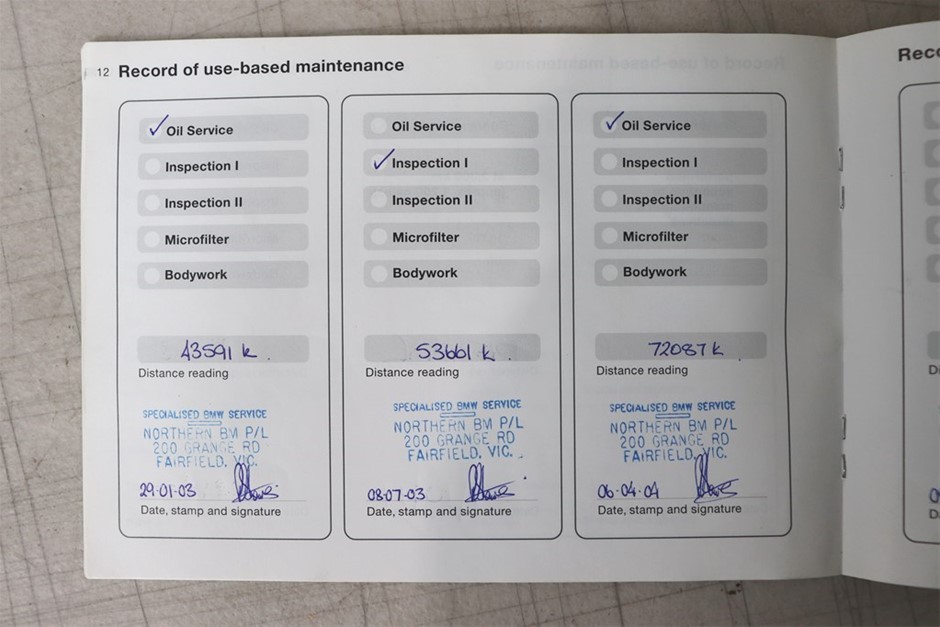 12 Record of use-based maintenance
Oil Service
Inspection I
Inspection II
Microfilter
Bodywork
43591 k.
Distance reading
SPECIALISED BMW SERVICE
NORTHERN BM P/L
200 GRANGE RD
FAIRFIELD, VIC.
29-01-03
Date, stamp and signature
Oil Service
Inspection I
Inspection II
Microfilter
Bodywork
53661 k.
Distance reading
SPECIALISED BMW SERVICE
NORTHERN BM P/L
200 GRANGE RD
FAIRFIELD, VIC.
08-07-03
Date, stamp and signature
Oil Service
Inspection I
Inspection II
Microfilter
Bodywork
72087 k.
Distance reading
SPECIALISED BMW SERVICE
NORTHERN BM P/L
200 GRANGE RD
FAIRFIELD, VIC.
06-04-04
Date, stamp and signature